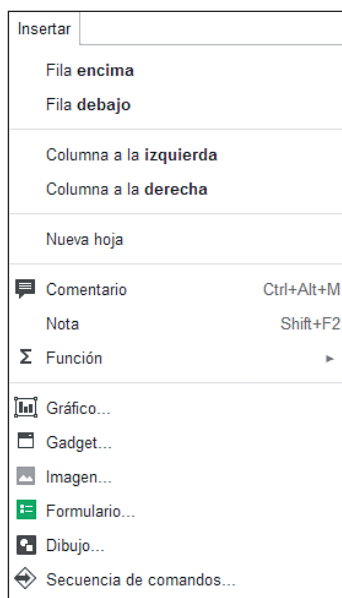 Insertar
Fila encima
Fila debajo
Columna a la izquierda
Columna a la derecha
Nueva hoja
Comentario Ctrl+Alt+M
Nota Shift+F2
Σ Función
Gráfico...
Gadget...
Imagen...
Formulario...
Dibujo...
Secuencia de comandos...